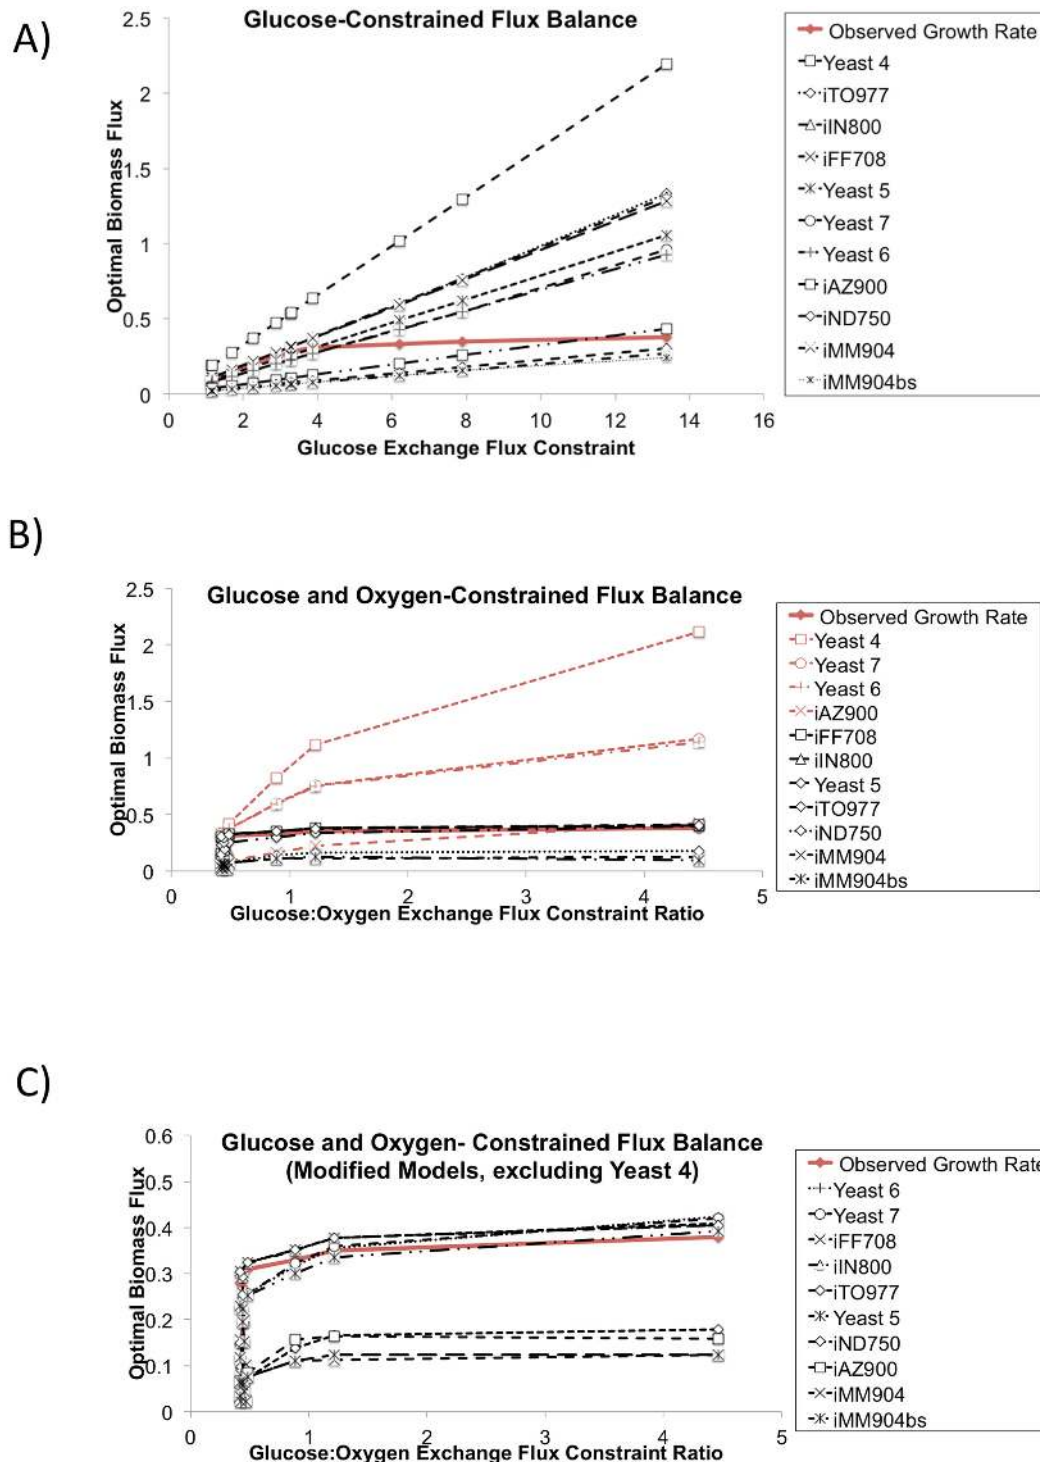 A)
Glucose-Constrained Flux Balance
2.5
2
1.5
1
0.5
0
Optimal Biomass Flux
0 2 4 6 8 10 12 14 16
Glucose Exchange Flux Constraint
Observed Growth Rate
Yeast 4
iTO977
iIN800
iFF708
Yeast 5
Yeast 7
Yeast 6
iAZ900
iND750
iMM904
iMM904bs
B)
Glucose and Oxygen-Constrained Flux Balance
2.5
2
1.5
1
0.5
0
Optimal Biomass Flux
0 1 2 3 4 5
Glucose:Oxygen Exchange Flux Constraint Ratio
Observed Growth Rate
Yeast 4
Yeast 7
Yeast 6
iAZ900
iFF708
iIN800
Yeast 5
iTO977
iND750
iMM904
iMM904bs
C)
Glucose and Oxygen- Constrained Flux Balance
(Modified Models, excluding Yeast 4)
0.6
0.5
0.4
0.3
0.2
0.1
0
Optimal Biomass Flux
0 1 2 3 4 5
Glucose:Oxygen Exchange Flux Constraint Ratio
Observed Growth Rate
Yeast 6
Yeast 7
iFF708
iIN800
iTO977
Yeast 5
iND750
iAZ900
iMM904
iMM904bs